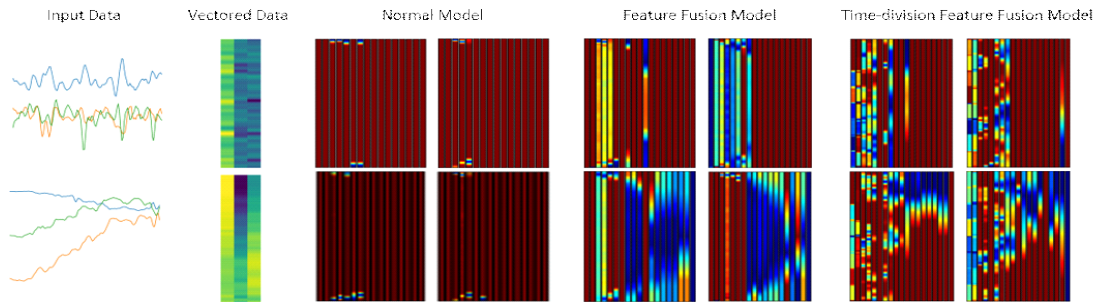 Input Data
Vectored Data
Normal Model
Feature Fusion Model
Time-division Feature Fusion Model